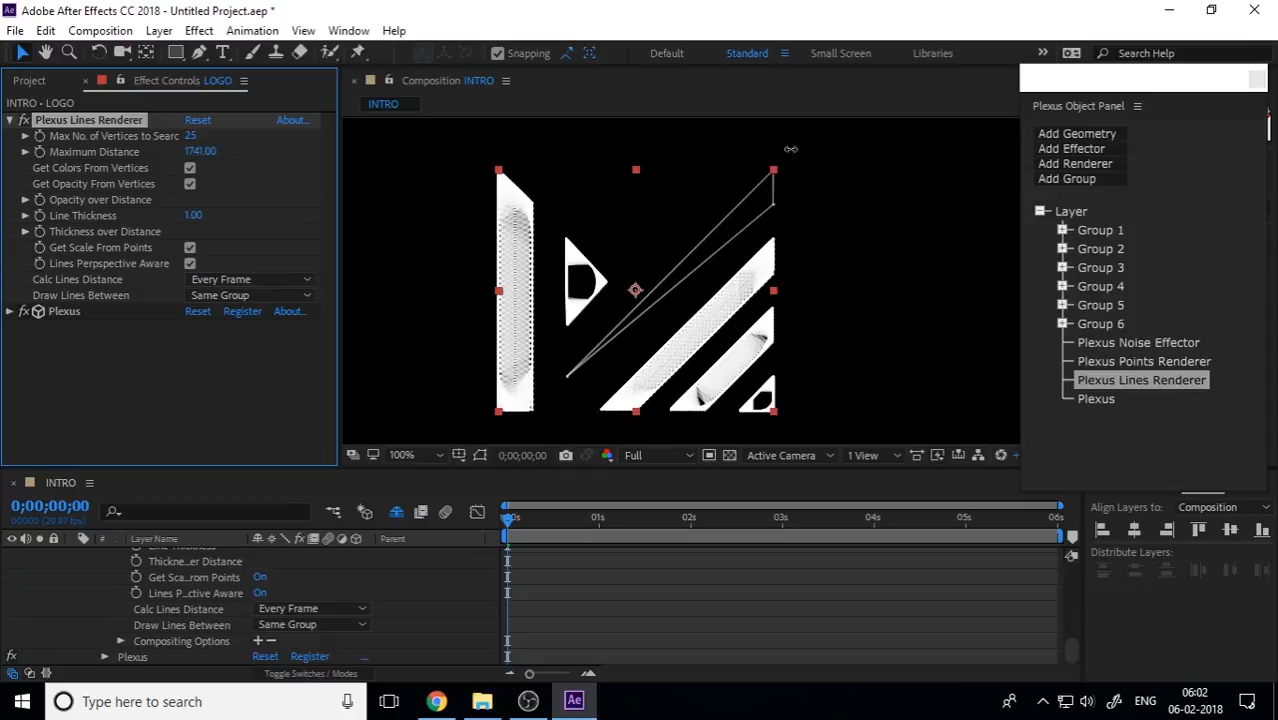 Adobe After Effects CC 2018 - Untitled Project.aep *
File Edit Composition Layer Effect Animation View Window Help
Snapping Default Standard Small Screen Libraries Search Help
Project Effect Controls LOGO Composition INTRO
INTRO - LOGO
INTRO
Plexus Object Panel
fx Plexus Lines Renderer Reset About...
Max No. of Vertices to Searc 25
Maximum Distance 1741.00
Get Colors From Vertices
Get Opacity From Vertices
Opacity over Distance
Line Thickness 1.00
Thickness over Distance
Get Scale From Points
Lines Perpspective Aware
Calc Lines Distance Every Frame
Draw Lines Between Same Group
fx Plexus Reset Register About...
Add Geometry
Add Effector
Add Renderer
Add Group
Layer
Group 1
Group 2
Group 3
Group 4
Group 5
Group 6
Plexus Noise Effector
Plexus Points Renderer
Plexus Lines Renderer
Plexus
100% 0;00;00;00 Full Active Camera 1 View
INTRO
0;00;00;00
00000 (29.97 fps)
# Layer Name Parent
01s 02s 03s 04s 05s 06s
Align Layers to: Composition
Distribute Layers:
Thickne...er Distance
Get Sca...rom Points On
Lines P...ctive Aware On
Calc Lines Distance Every Frame
Draw Lines Between Same Group
Compositing Options + −
fx Plexus Reset Register ...
Toggle Switches / Modes
Type here to search
ENG
06:02
06-02-2018